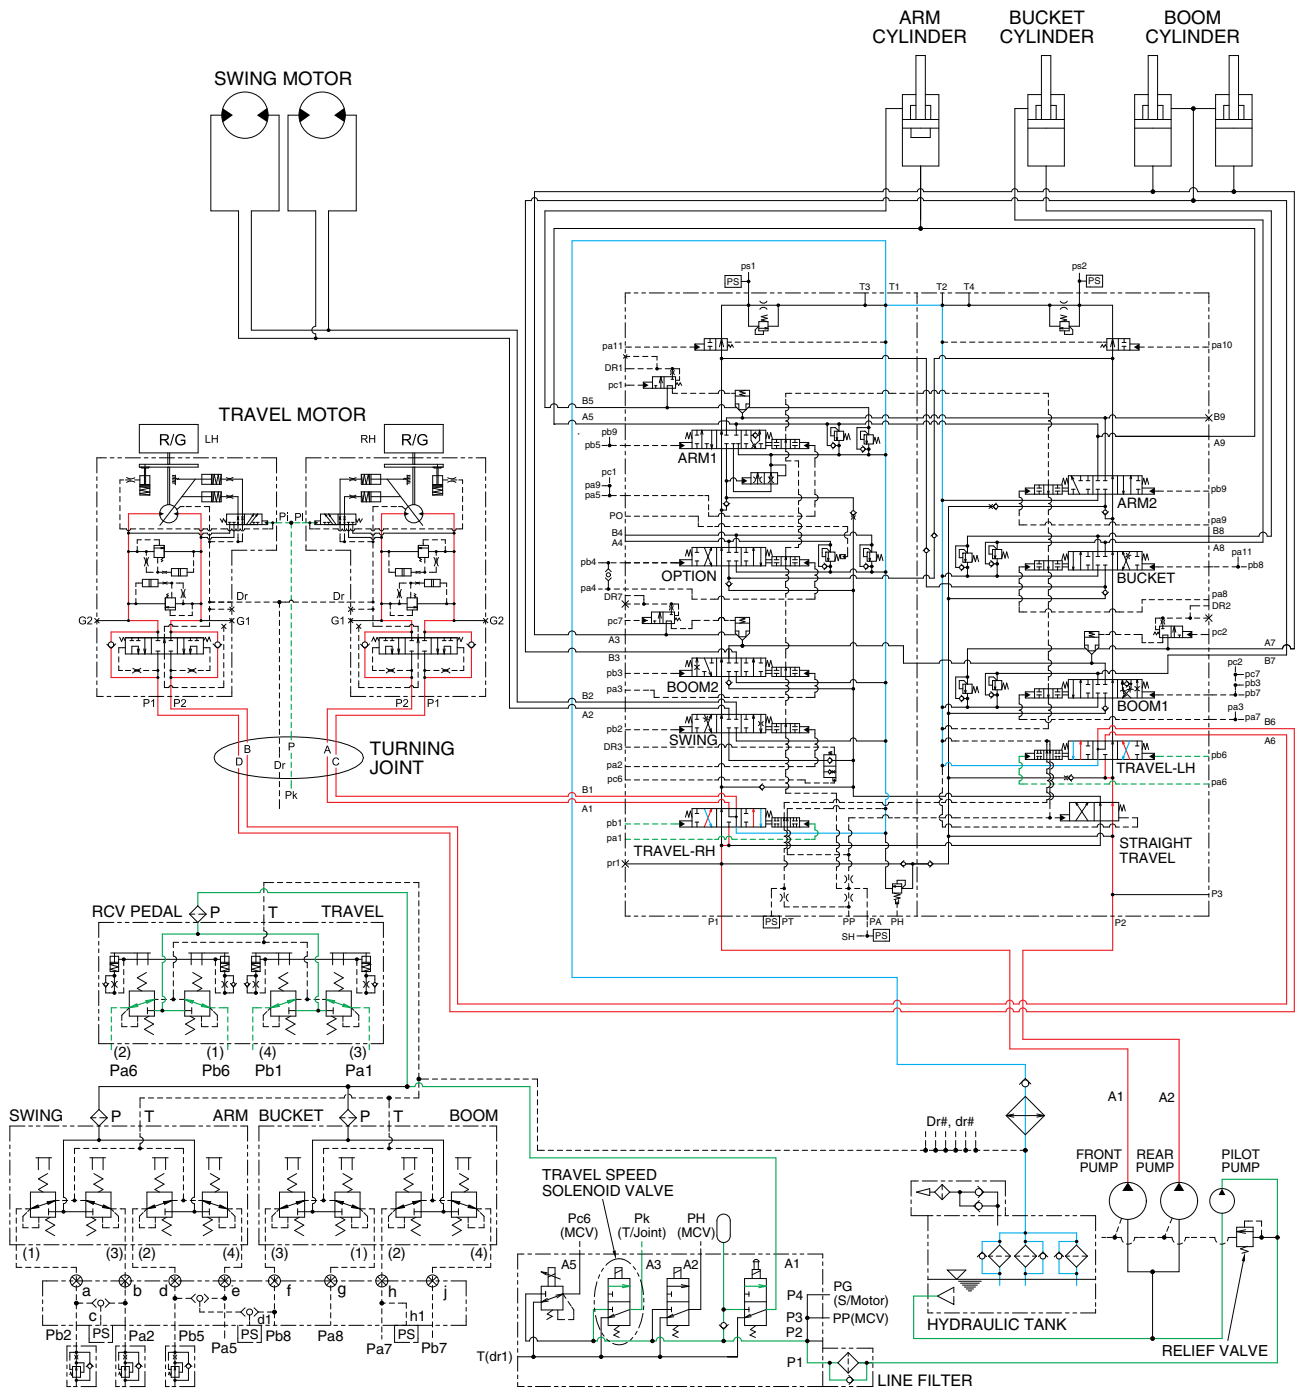 ARM
CYLINDER
BUCKET
CYLINDER
BOOM
CYLINDER
SWING MOTOR
ps1
PS
T3
T1
T2
T4
ps2
PS
pa11
pa10
DR1
pc1
B5
A5
B9
A9
TRAVEL MOTOR
R/G
LH
RH
R/G
pb9
pb5
ARM1
pc1
pa9
pa5
ARM2
pb9
pa9
PO
B4
A4
B8
A8
pb4
OPTION
BUCKET
pa11
pb8
pa4
DR7
pc7
pa8
DR2
pc2
Pi
Pi
Dr
Dr
G2
G1
G1
G2
A3
B3
A7
B7
pb3
BOOM2
pa3
BOOM1
pc2
pc7
pb3
pb7
pa3
pa7
P1
P2
P2
P1
B2
A2
pb2
SWING
DR3
pa2
pc6
B6
A6
TRAVEL-LH
pb6
pa6
B
D
P
Dr
A
C
Pk
TURNING
JOINT
B1
A1
pb1
pa1
TRAVEL-RH
pr1
STRAIGHT
TRAVEL
P3
P1
PS
PT
PP
PA
PH
P2
SH
PS
RCV PEDAL
P
T
TRAVEL
(2)
(1)
(4)
(3)
Pa6
Pb6
Pb1
Pa1
SWING
P
T
ARM
BUCKET
P
T
BOOM
(1)
(3)
(2)
(4)
(3)
(1)
(2)
(4)
a
b
d
e
f
g
h
j
c
d1
h1
PS
PS
PS
Pb2
Pa2
Pb5
Pa5
Pb8
Pa8
Pa7
Pb7
Dr#, dr#
A1
A2
FRONT
PUMP
REAR
PUMP
PILOT
PUMP
TRAVEL SPEED
SOLENOID VALVE
Pc6
(MCV)
Pk
(T/Joint)
PH
(MCV)
A5
A3
A2
A1
P4
P3
P2
P1
PG
(S/Motor)
PP(MCV)
T(dr1)
LINE FILTER
HYDRAULIC TANK
RELIEF VALVE